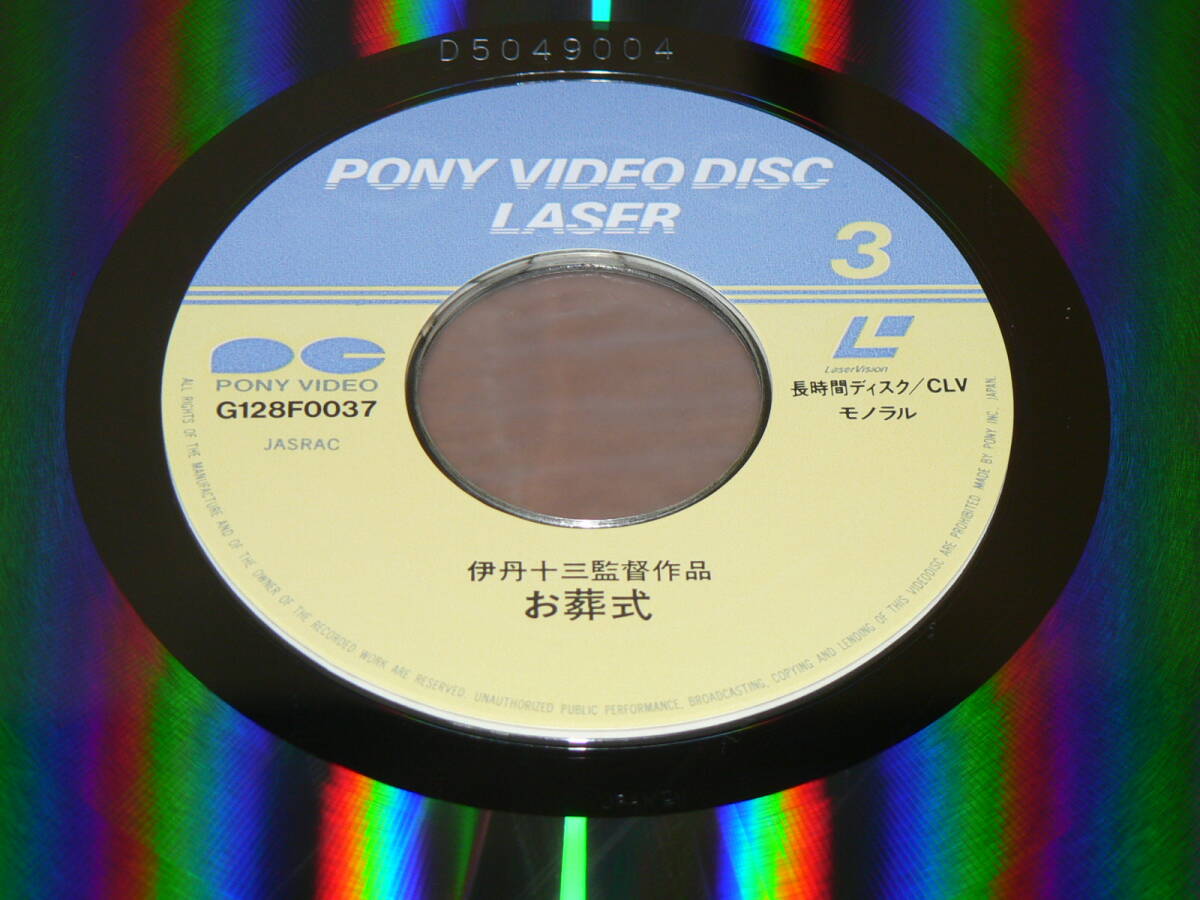 D5049004
PONY VIDEO DISC
LASER
3
PONY VIDEO
G128F0037
JASRAC
LaserVision
長時間ディスク/CLV
モノラル
伊丹十三監督作品
お葬式
ALL RIGHTS OF THE MANUFACTURE AND OF THE OWNER OF THE RECORDED WORK ARE RESERVED. UNAUTHORIZED PUBLIC PERFORMANCE, BROADCASTING, COPYING AND LENDING OF THIS VIDEODISC ARE PROHIBITED. MADE BY PONY INC. JAPAN.